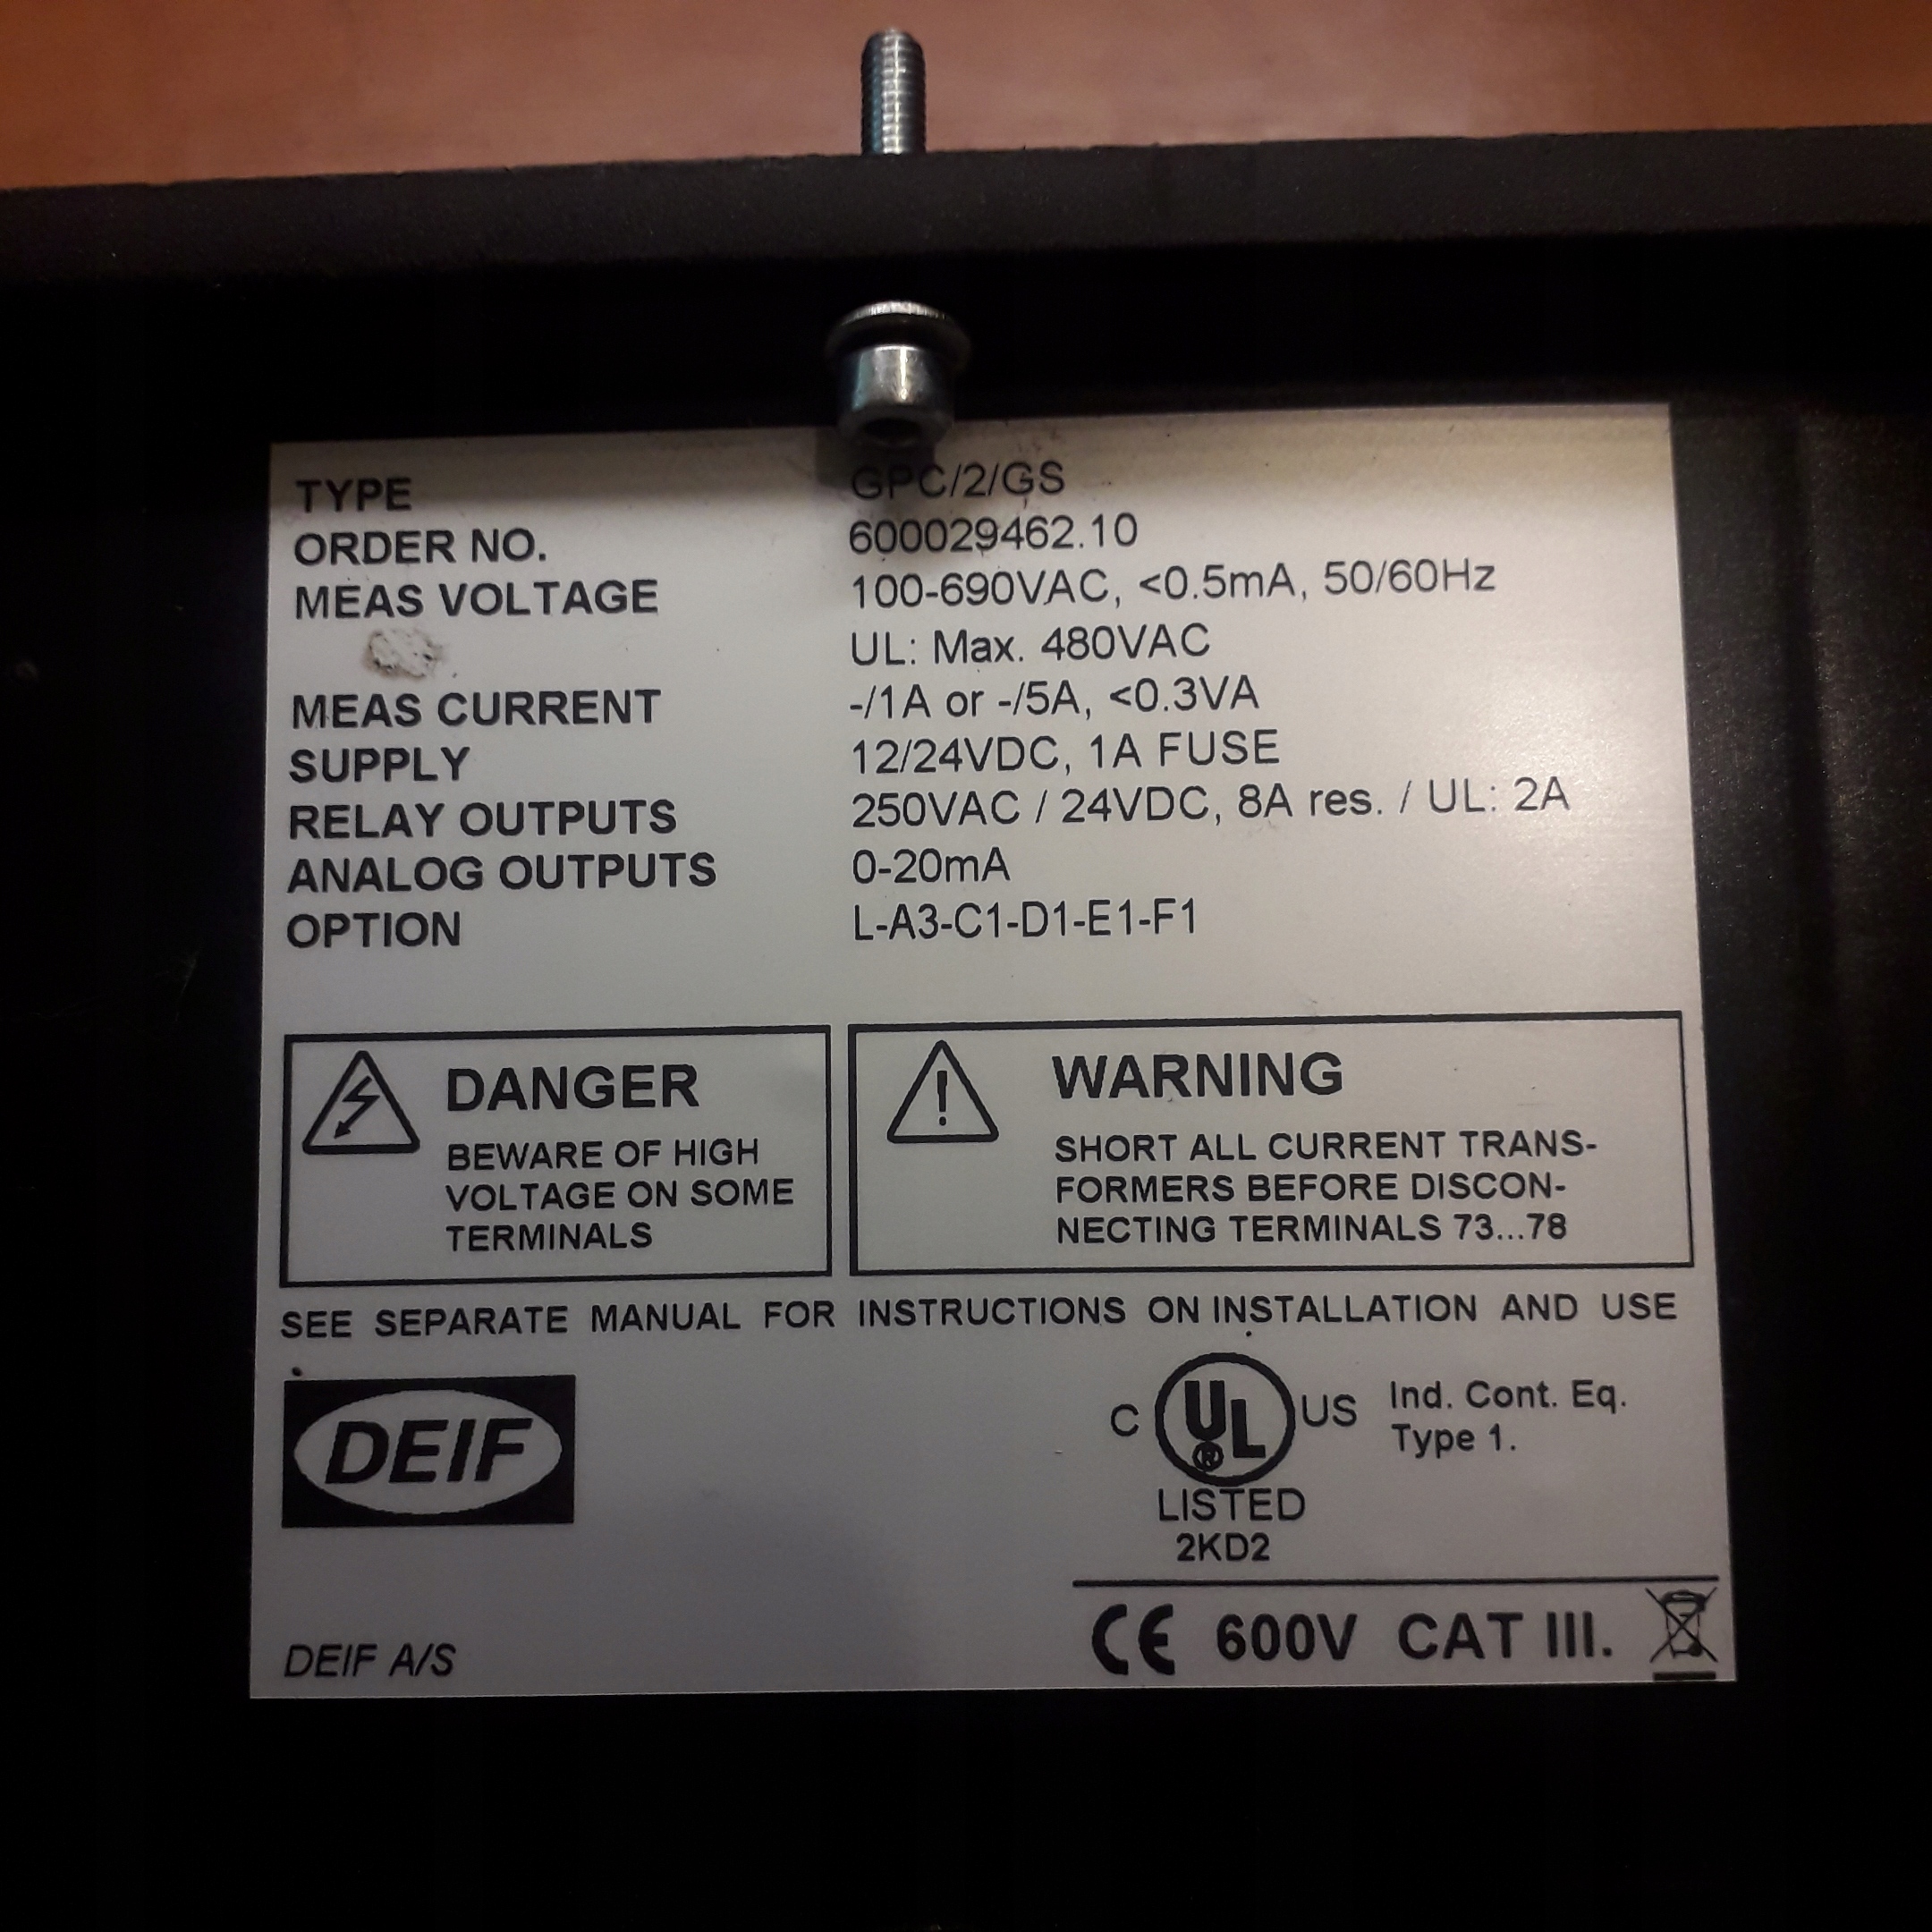 TYPE GPC/2/GS
ORDER NO. 600029462.10
MEAS VOLTAGE 100-690VAC, <0.5mA, 50/60Hz
UL: Max. 480VAC
MEAS CURRENT -/1A or -/5A, <0.3VA
SUPPLY 12/24VDC, 1A FUSE
RELAY OUTPUTS 250VAC / 24VDC, 8A res. / UL: 2A
ANALOG OUTPUTS 0-20mA
OPTION L-A3-C1-D1-E1-F1
DANGER
BEWARE OF HIGH
VOLTAGE ON SOME
TERMINALS
WARNING
SHORT ALL CURRENT TRANS-
FORMERS BEFORE DISCON-
NECTING TERMINALS 73...78
SEE SEPARATE MANUAL FOR INSTRUCTIONS ON INSTALLATION AND USE
DEIF
C UL® US Ind. Cont. Eq.
Type 1.
LISTED
2KD2
CE 600V CAT III.
DEIF A/S